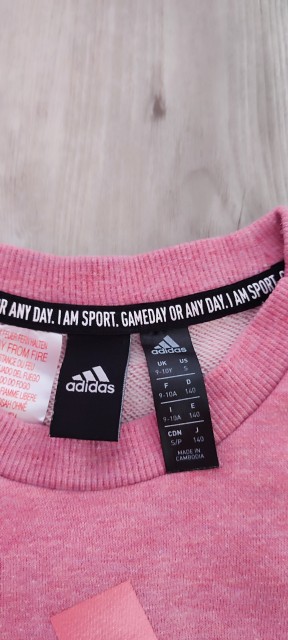 R ANY DAY. I AM SPORT. GAMEDAY OR ANY DAY. I AM SPORT.
FROM FIRE
adidas
adidas
UK US
9-10Y S
F D
9-10A 140
I E
9-10A 140
CDN J
S/P 140
MADE IN
CAMBODIA